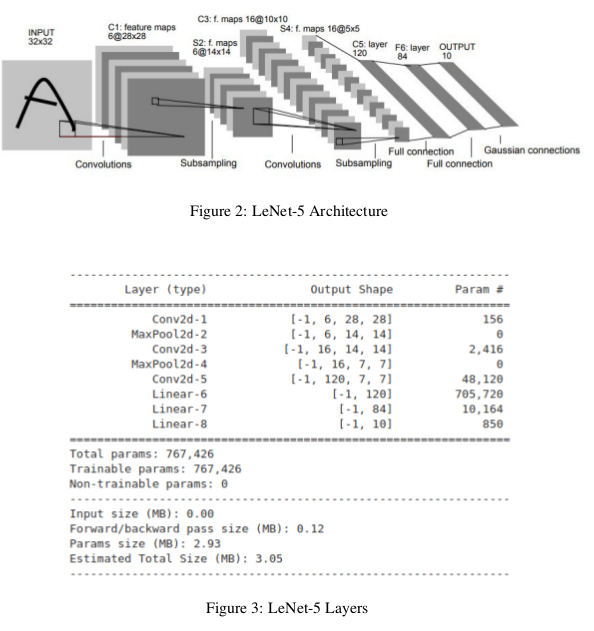 INPUT
32x32
C1: feature maps
6@28x28
S2: f. maps
6@14x14
C3: f. maps 16@10x10
S4: f. maps 16@5x5
C5: layer
120
F6: layer
84
OUTPUT
10
Convolutions
Subsampling
Convolutions
Subsampling
Full connection
Full connection
Gaussian connections
Figure 2: LeNet-5 Architecture
----------------------------------------------------------------
Layer (type) Output Shape Param #
================================================================
Conv2d-1 [-1, 6, 28, 28] 156
MaxPool2d-2 [-1, 6, 14, 14] 0
Conv2d-3 [-1, 16, 14, 14] 2,416
MaxPool2d-4 [-1, 16, 7, 7] 0
Conv2d-5 [-1, 120, 7, 7] 48,120
Linear-6 [-1, 120] 705,720
Linear-7 [-1, 84] 10,164
Linear-8 [-1, 10] 850
================================================================
Total params: 767,426
Trainable params: 767,426
Non-trainable params: 0
----------------------------------------------------------------
Input size (MB): 0.00
Forward/backward pass size (MB): 0.12
Params size (MB): 2.93
Estimated Total Size (MB): 3.05
----------------------------------------------------------------
Figure 3: LeNet-5 Layers